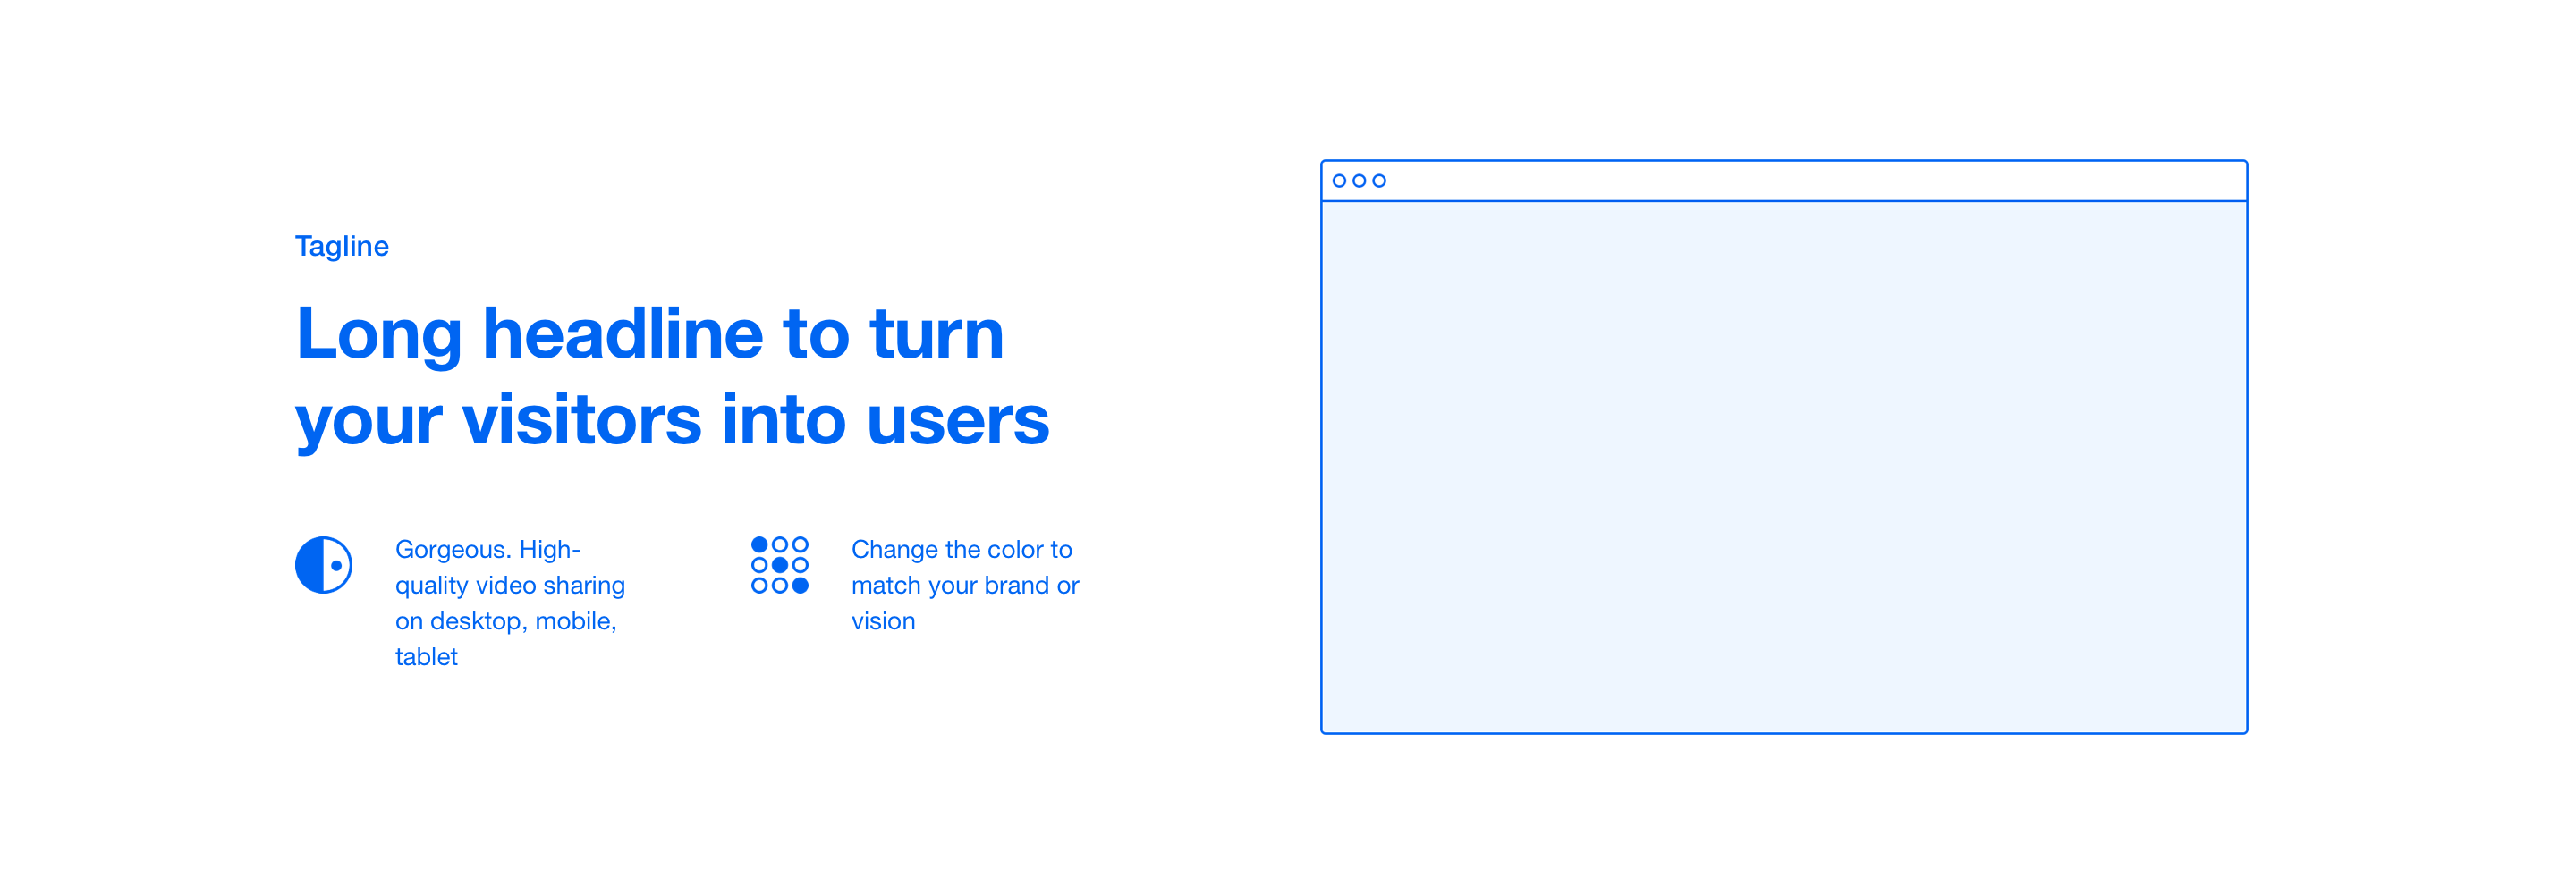 Tagline
Long headline to turn
your visitors into users
Gorgeous. High-
quality video sharing
on desktop, mobile,
tablet
Change the color to
match your brand or
vision